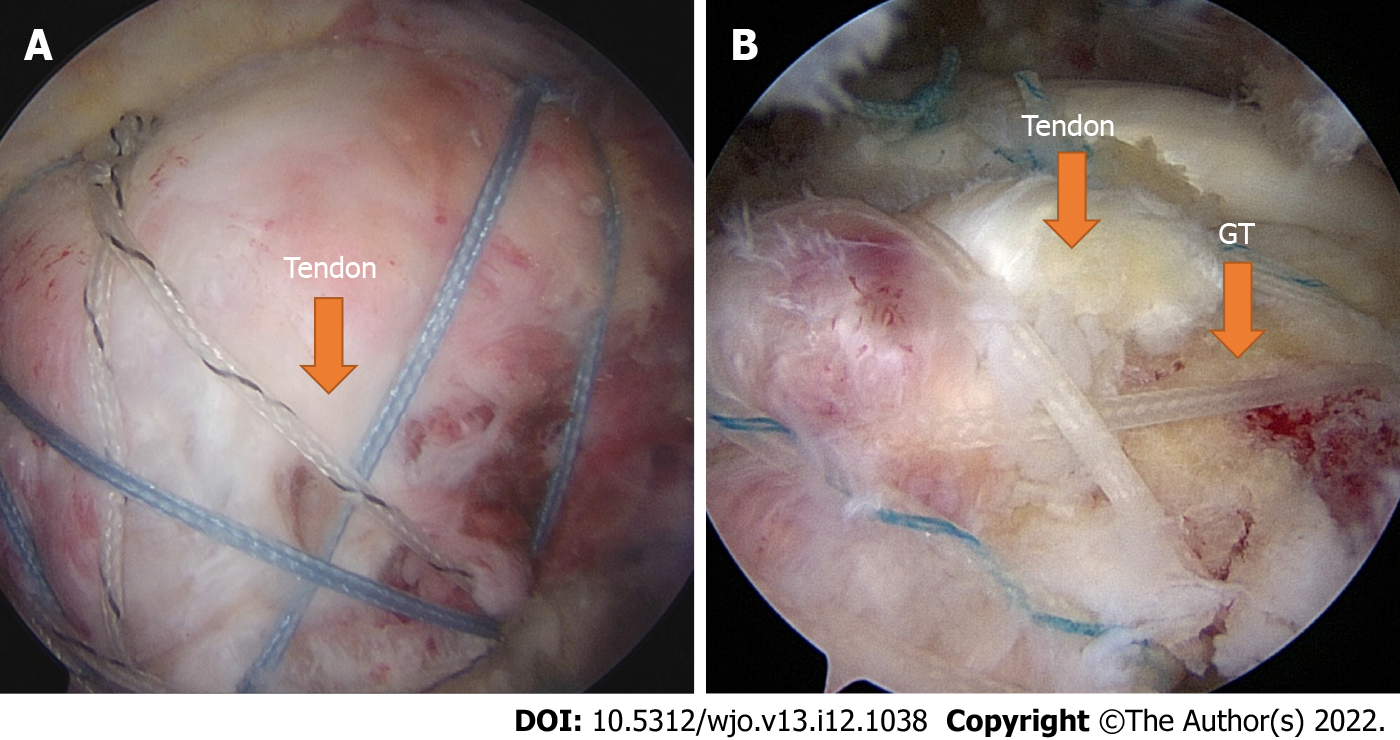 A
B
Tendon
Tendon
GT
DOI: 10.5312/wjo.v13.i12.1038 Copyright ©The Author(s) 2022.